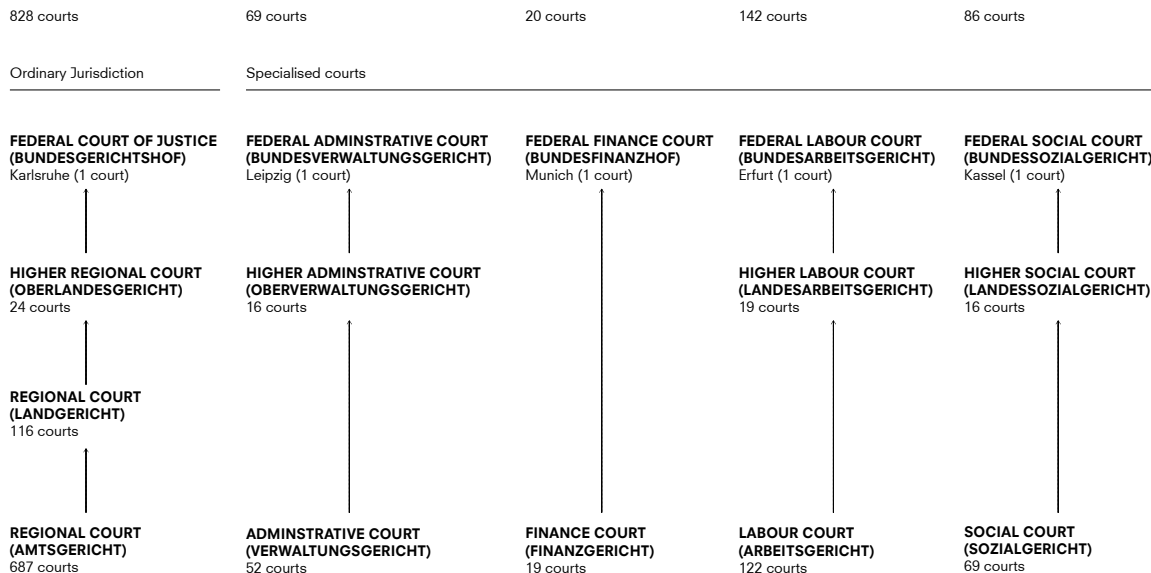 828 courts
69 courts
20 courts
142 courts
86 courts
Ordinary Jurisdiction
Specialised courts
FEDERAL COURT OF JUSTICE
(BUNDESGERICHTSHOF)
Karlsruhe (1 court)
FEDERAL ADMINSTRATIVE COURT
(BUNDESVERWALTUNGSGERICHT)
Leipzig (1 court)
FEDERAL FINANCE COURT
(BUNDESFINANZHOF)
Munich (1 court)
FEDERAL LABOUR COURT
(BUNDESARBEITSGERICHT)
Erfurt (1 court)
FEDERAL SOCIAL COURT
(BUNDESSOZIALGERICHT)
Kassel (1 court)
HIGHER REGIONAL COURT
(OBERLANDESGERICHT)
24 courts
HIGHER ADMINSTRATIVE COURT
(OBERVERWALTUNGSGERICHT)
16 courts
HIGHER LABOUR COURT
(LANDESARBEITSGERICHT)
19 courts
HIGHER SOCIAL COURT
(LANDESSOZIALGERICHT)
16 courts
REGIONAL COURT
(LANDGERICHT)
116 courts
REGIONAL COURT
(AMTSGERICHT)
687 courts
ADMINSTRATIVE COURT
(VERWALTUNGSGERICHT)
52 courts
FINANCE COURT
(FINANZGERICHT)
19 courts
LABOUR COURT
(ARBEITSGERICHT)
122 courts
SOCIAL COURT
(SOZIALGERICHT)
69 courts